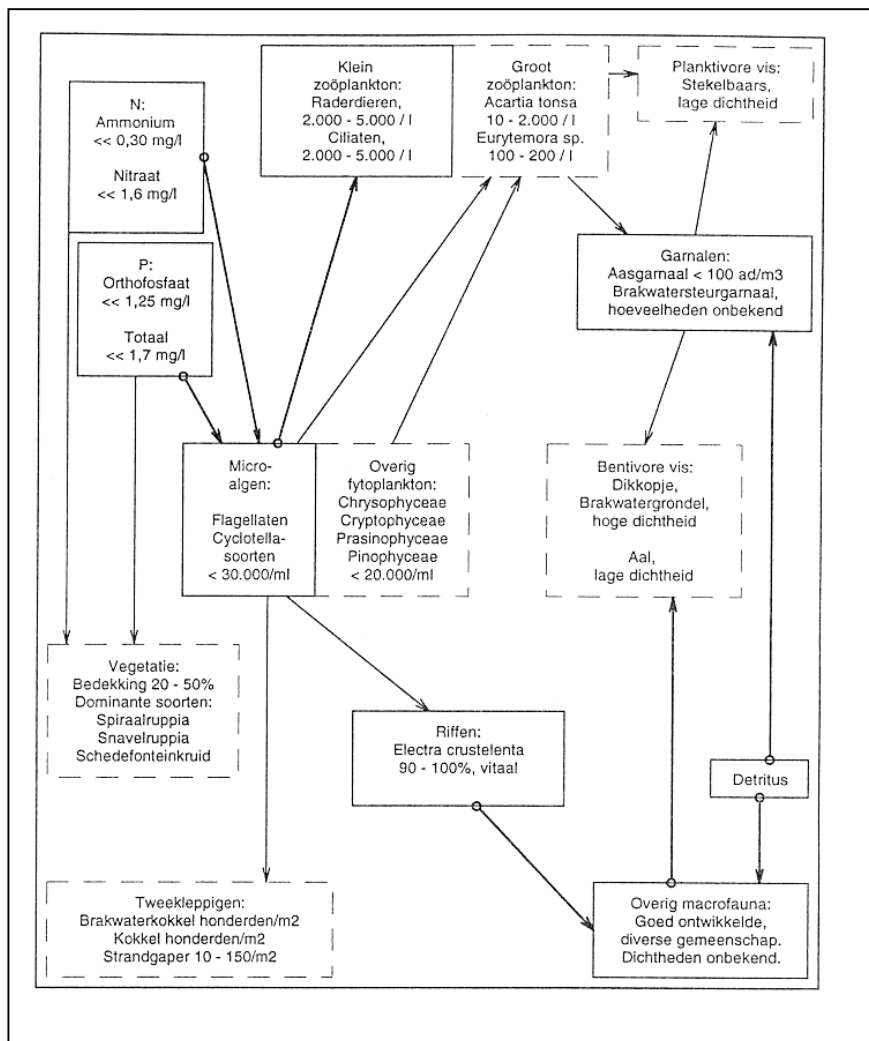 N:
Ammonium
<< 0,30 mg/l
Nitraat
<< 1,6 mg/l
P:
Orthofosfaat
<< 1,25 mg/l
Totaal
<< 1,7 mg/l
Klein
zoöplankton:
Raderdieren,
2.000 - 5.000 / l
Ciliaten,
2.000 - 5.000 / l
Groot
zoöplankton:
Acartia tonsa
10 - 2.000 / l
Eurytemora sp.
100 - 200 / l
Planktivore vis:
Stekelbaars,
lage dichtheid
Garnalen:
Aasgarnaal < 100 ad/m3
Brakwatersteurgarnaal,
hoeveelheden onbekend
Micro-
algen:
Flagellaten
Cyclotella-
soorten
< 30.000/ml
Overig
fytoplankton:
Chrysophyceae
Cryptophyceae
Prasinophyceae
Pinophyceae
< 20.000/ml
Bentivore vis:
Dikkopje,
Brakwatergrondel,
hoge dichtheid
Aal,
lage dichtheid
Vegetatie:
Bedekking 20 - 50%
Dominante soorten:
Spiraalruppia
Snavelruppia
Schedefonteinkruid
Riffen:
Electra crustelenta
90 - 100%, vitaal
Detritus
Tweekleppigen:
Brakwaterkokkel honderden/m2
Kokkel honderden/m2
Strandgaper 10 - 150/m2
Overig macrofauna:
Goed ontwikkelde,
diverse gemeenschap.
Dichtheden onbekend.